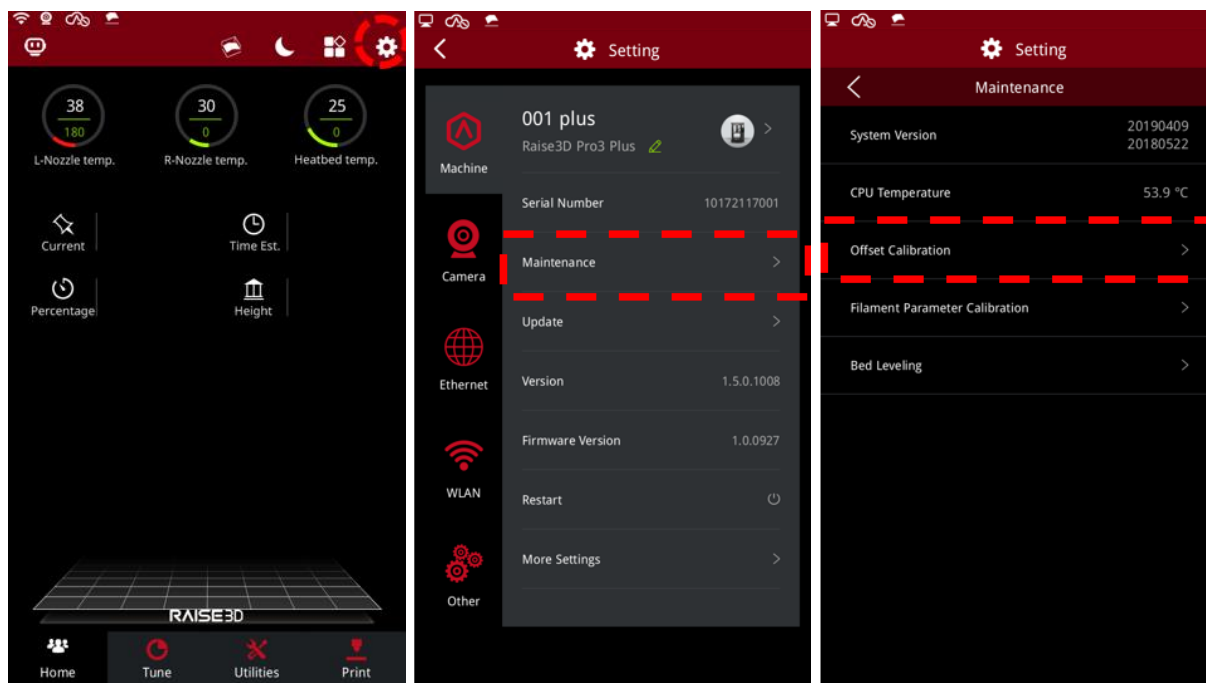 38
180
L-Nozzle temp.
30
0
R-Nozzle temp.
25
0
Heatbed temp.
Current
Time Est.
Percentage
Height
RAISE3D
Home
Tune
Utilities
Print
Setting
Machine
Camera
Ethernet
WLAN
Other
001 plus
Raise3D Pro3 Plus
Serial Number 10172117001
Maintenance
Update
Version 1.5.0.1008
Firmware Version 1.0.0927
Restart
More Settings
Setting
Maintenance
System Version 20190409
20180522
CPU Temperature 53.9 °C
Offset Calibration
Filament Parameter Calibration
Bed Leveling